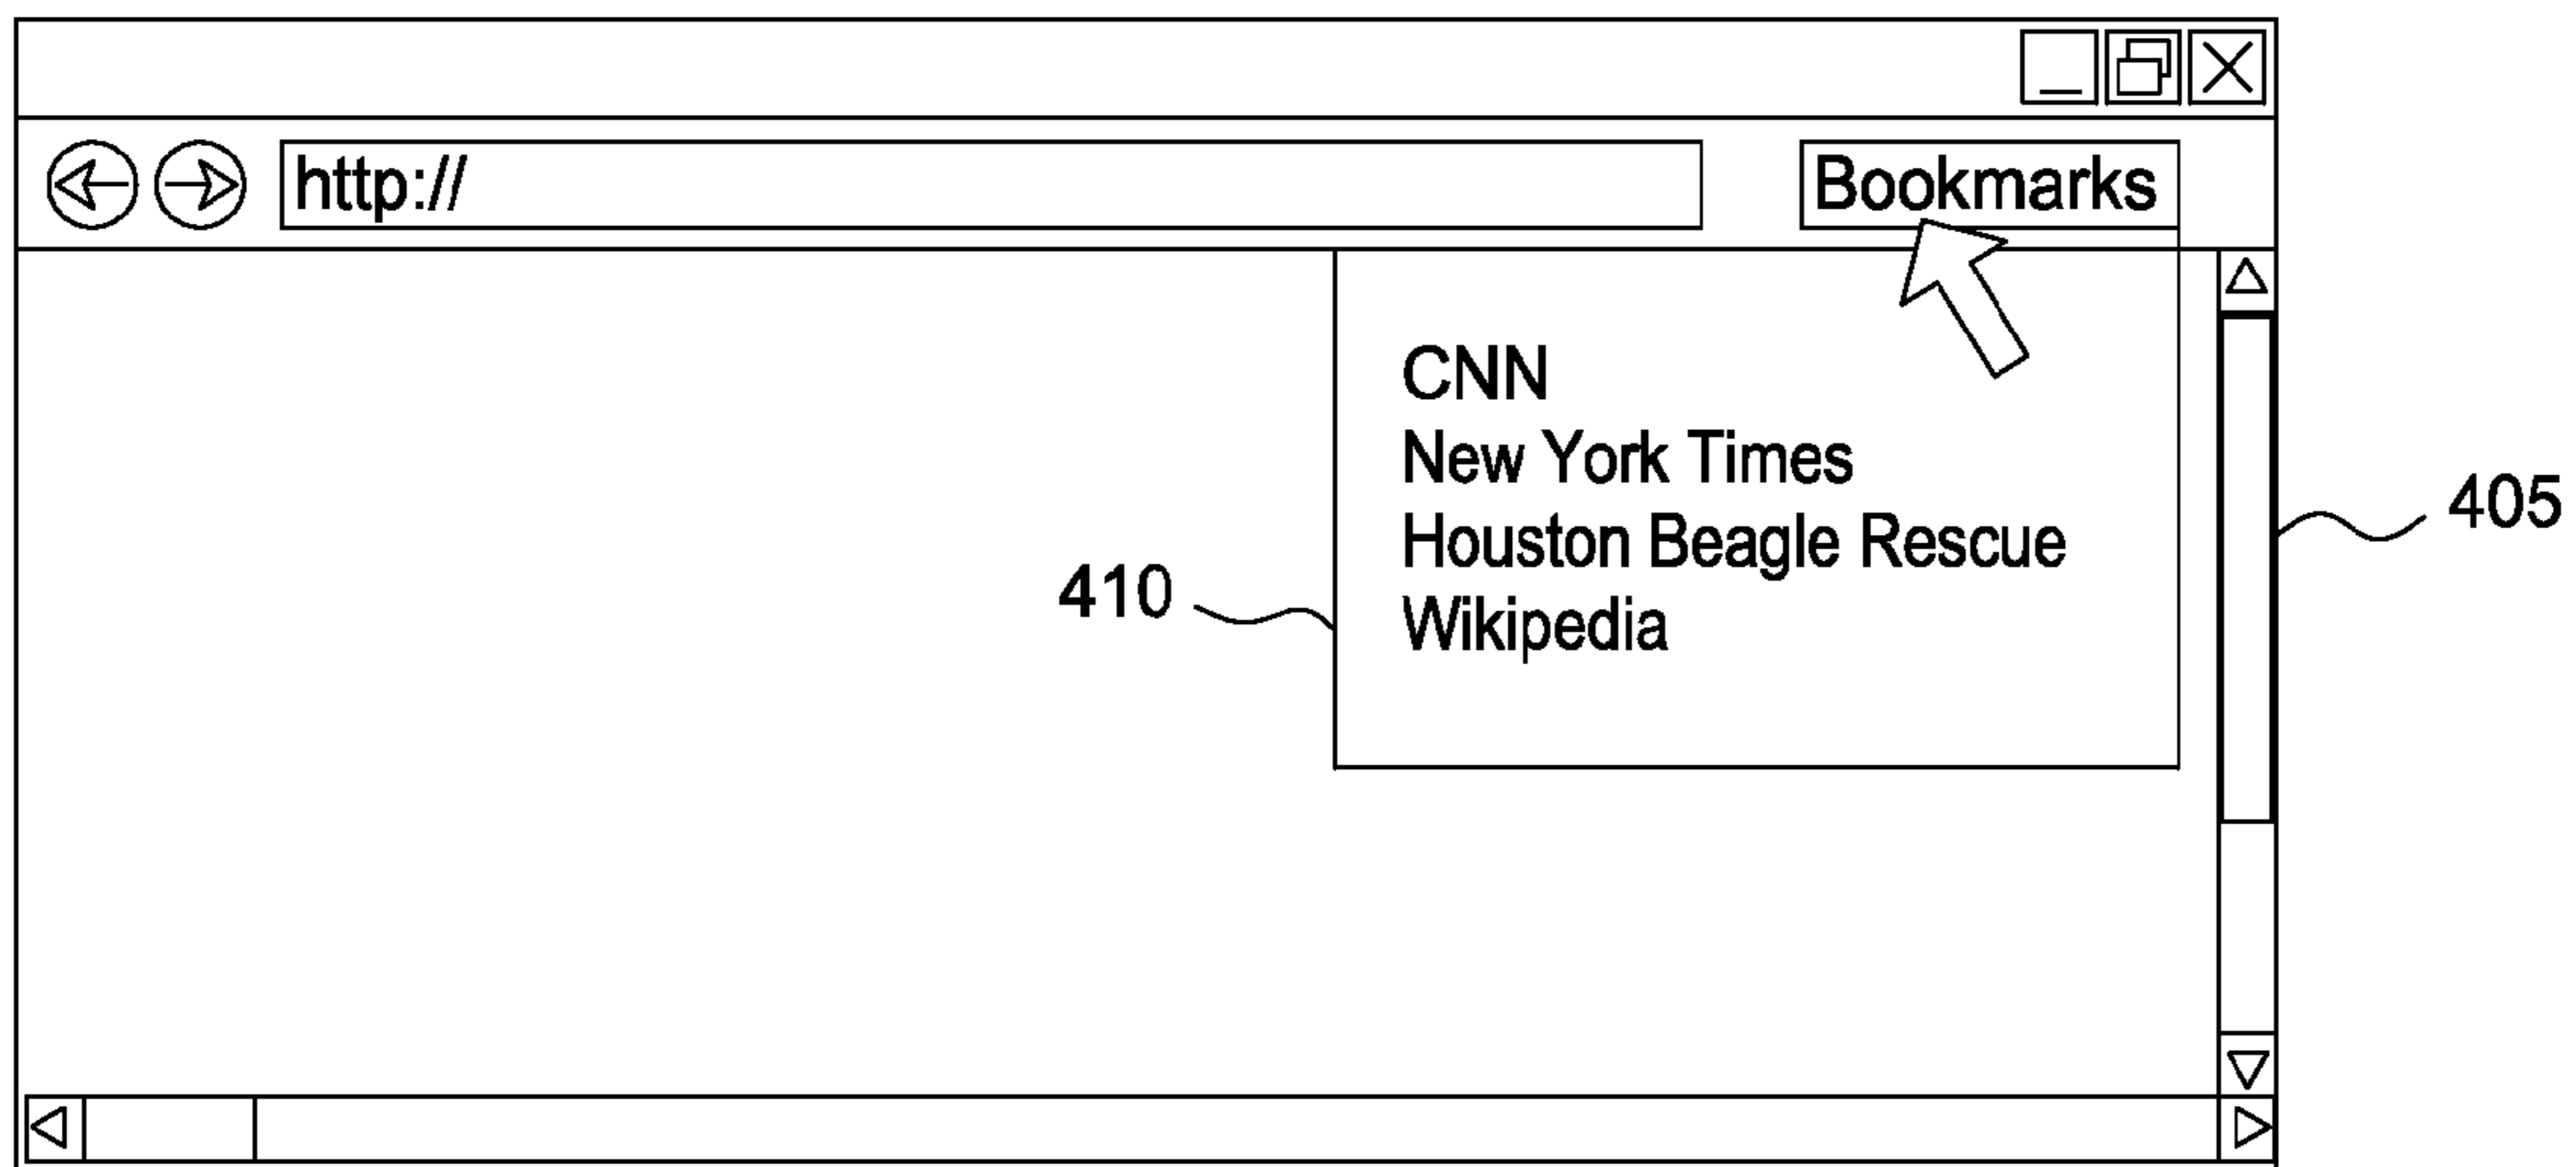 http://
Bookmarks
CNN
New York Times
Houston Beagle Rescue
Wikipedia
405
410